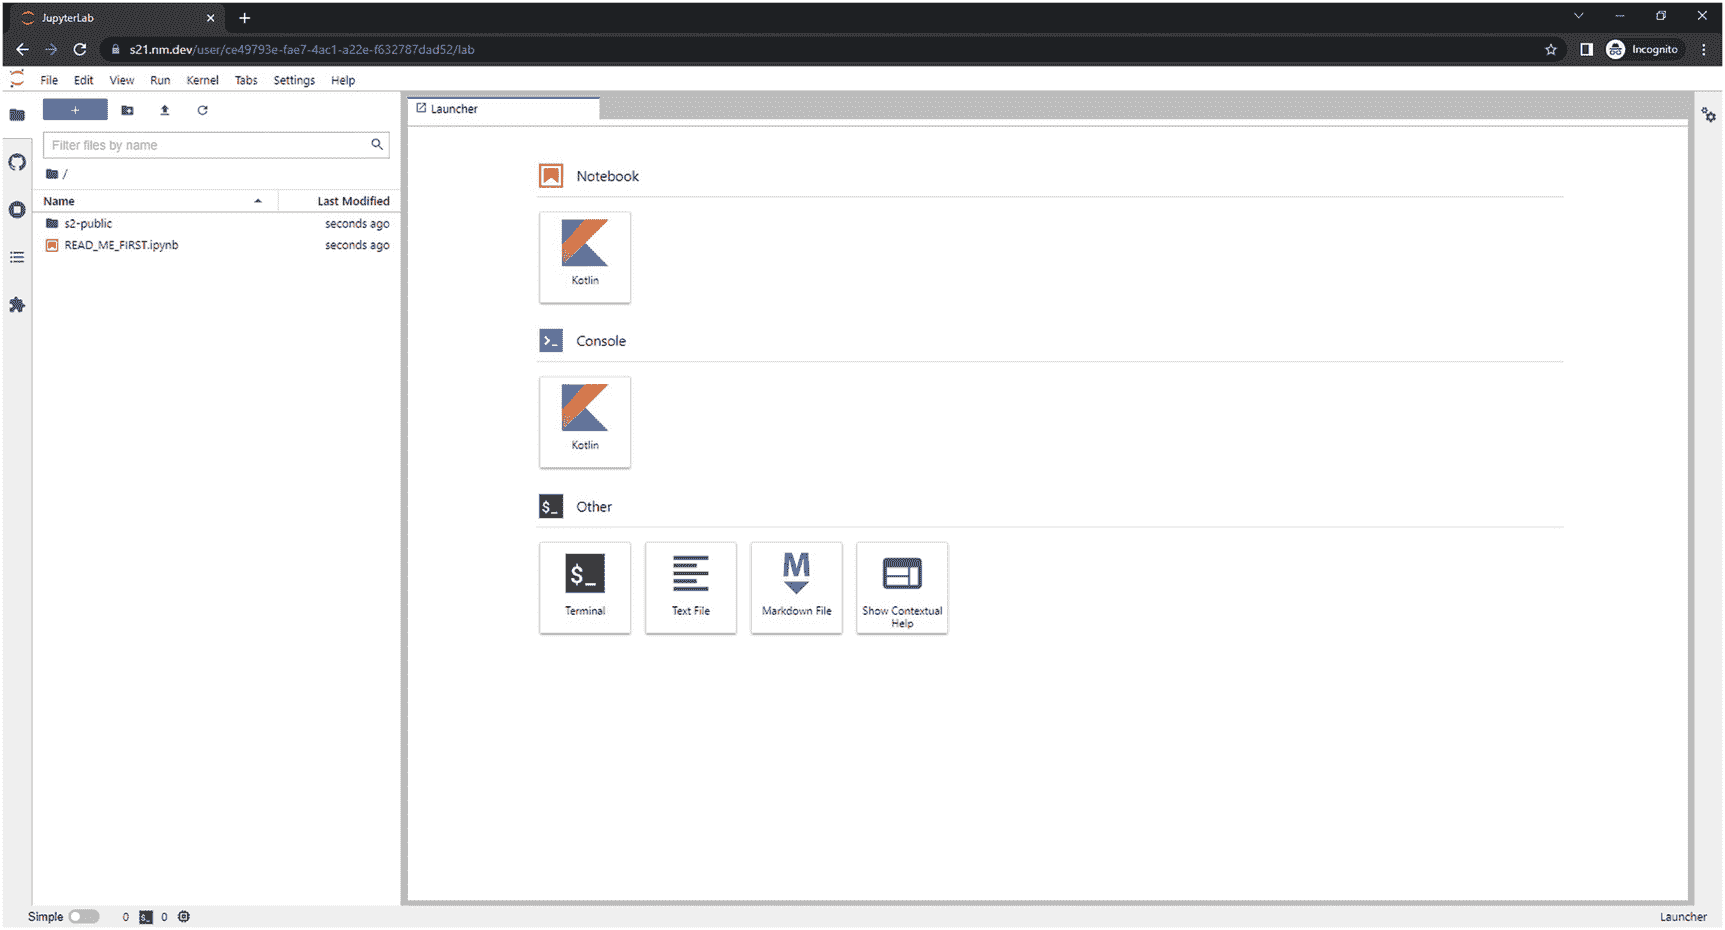 JupyterLab
s21.nm.dev/user/ce49793e-fae7-4ac1-a22e-f632787dad52/lab
Incognito
File Edit View Run Kernel Tabs Settings Help
Filter files by name
/
Name Last Modified
s2-public seconds ago
READ_ME_FIRST.ipynb seconds ago
Launcher
Notebook
Kotlin
>_ Console
Kotlin
$_ Other
$_
Terminal
Text File
M
Markdown File
Show Contextual
Help
Simple 0 $_ 0
Launcher